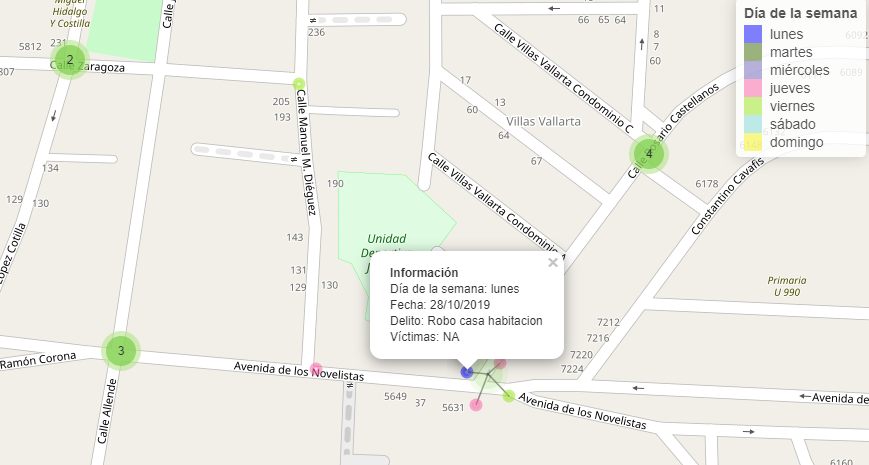 Miguel
Hidalgo
Y Costilla
5812
231
2
Calle Zaragoza
307
134
129
130
López Cotilla
Ramón Corona
3
Calle Allende
236
205
193
Calle Manuel M. Diéguez
190
143
131
129
130
Unidad
Avenida de los Novelistas
5649
37
5631
Calle Villas Vallarta Condominio C
66
65
64
11
8
7
60
17
60
13
64
67
Villas Vallarta
Calle Villas Vallarta Condominio
4
6178
Constantino Cavafis
Primaria
U 990
7212
7216
7220
7224
Avenida de los Novelistas
Avenida de
6160
6092
6089
Día de la semana
lunes
martes
miércoles
jueves
viernes
sábado
domingo
Información
Día de la semana: lunes
Fecha: 28/10/2019
Delito: Robo casa habitacion
Víctimas: NA
×